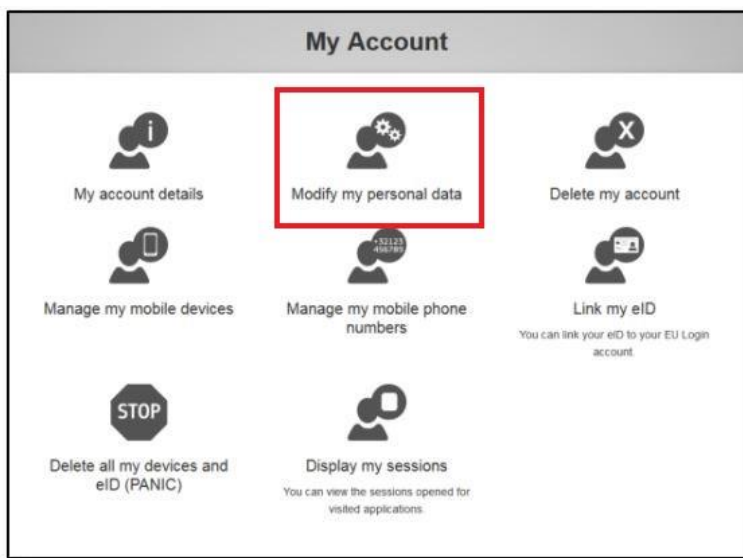 My Account
i
My account details
Modify my personal data
X
Delete my account
Manage my mobile devices
+32123
456789
Manage my mobile phone
numbers
Link my eID
You can link your eID to your EU Login
account
STOP
Delete all my devices and
eID (PANIC)
Display my sessions
You can view the sessions opened for
visited applications